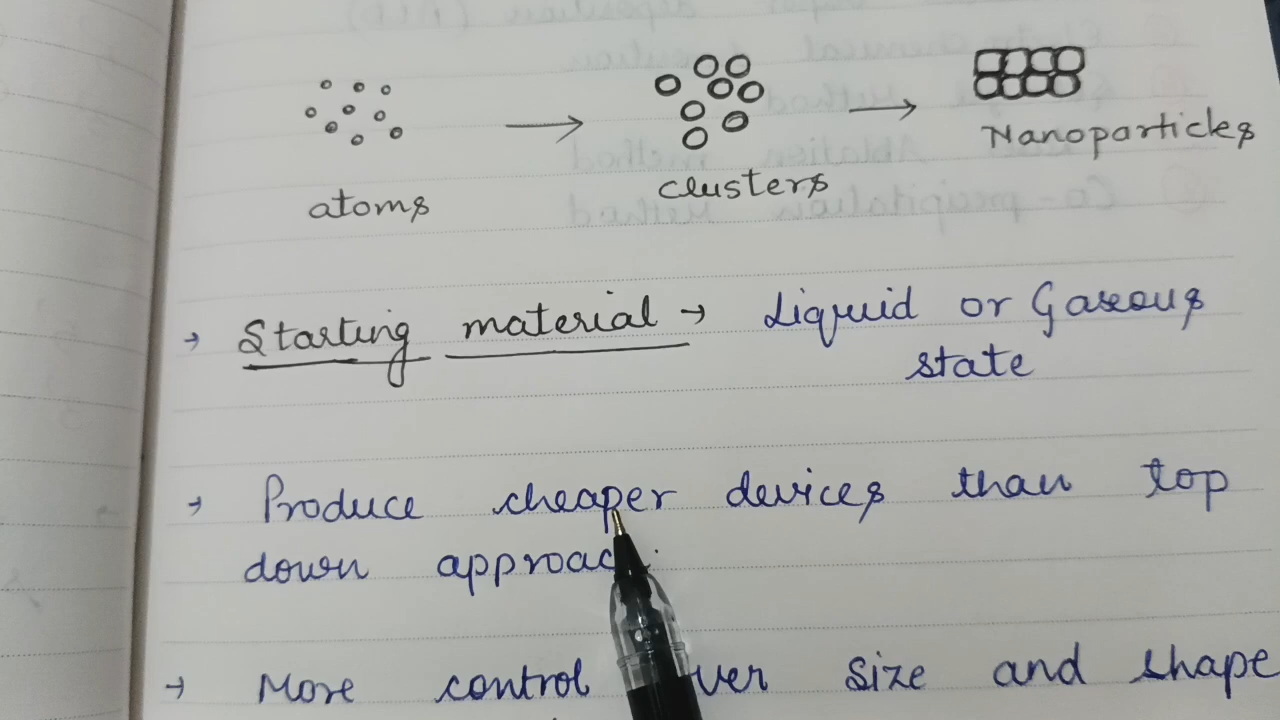 atoms
clusters
Nanoparticles
→ Starting material → Liquid or Gaseous
state
→ Produce cheaper devices than top
down approach.
→ More control over size and shape